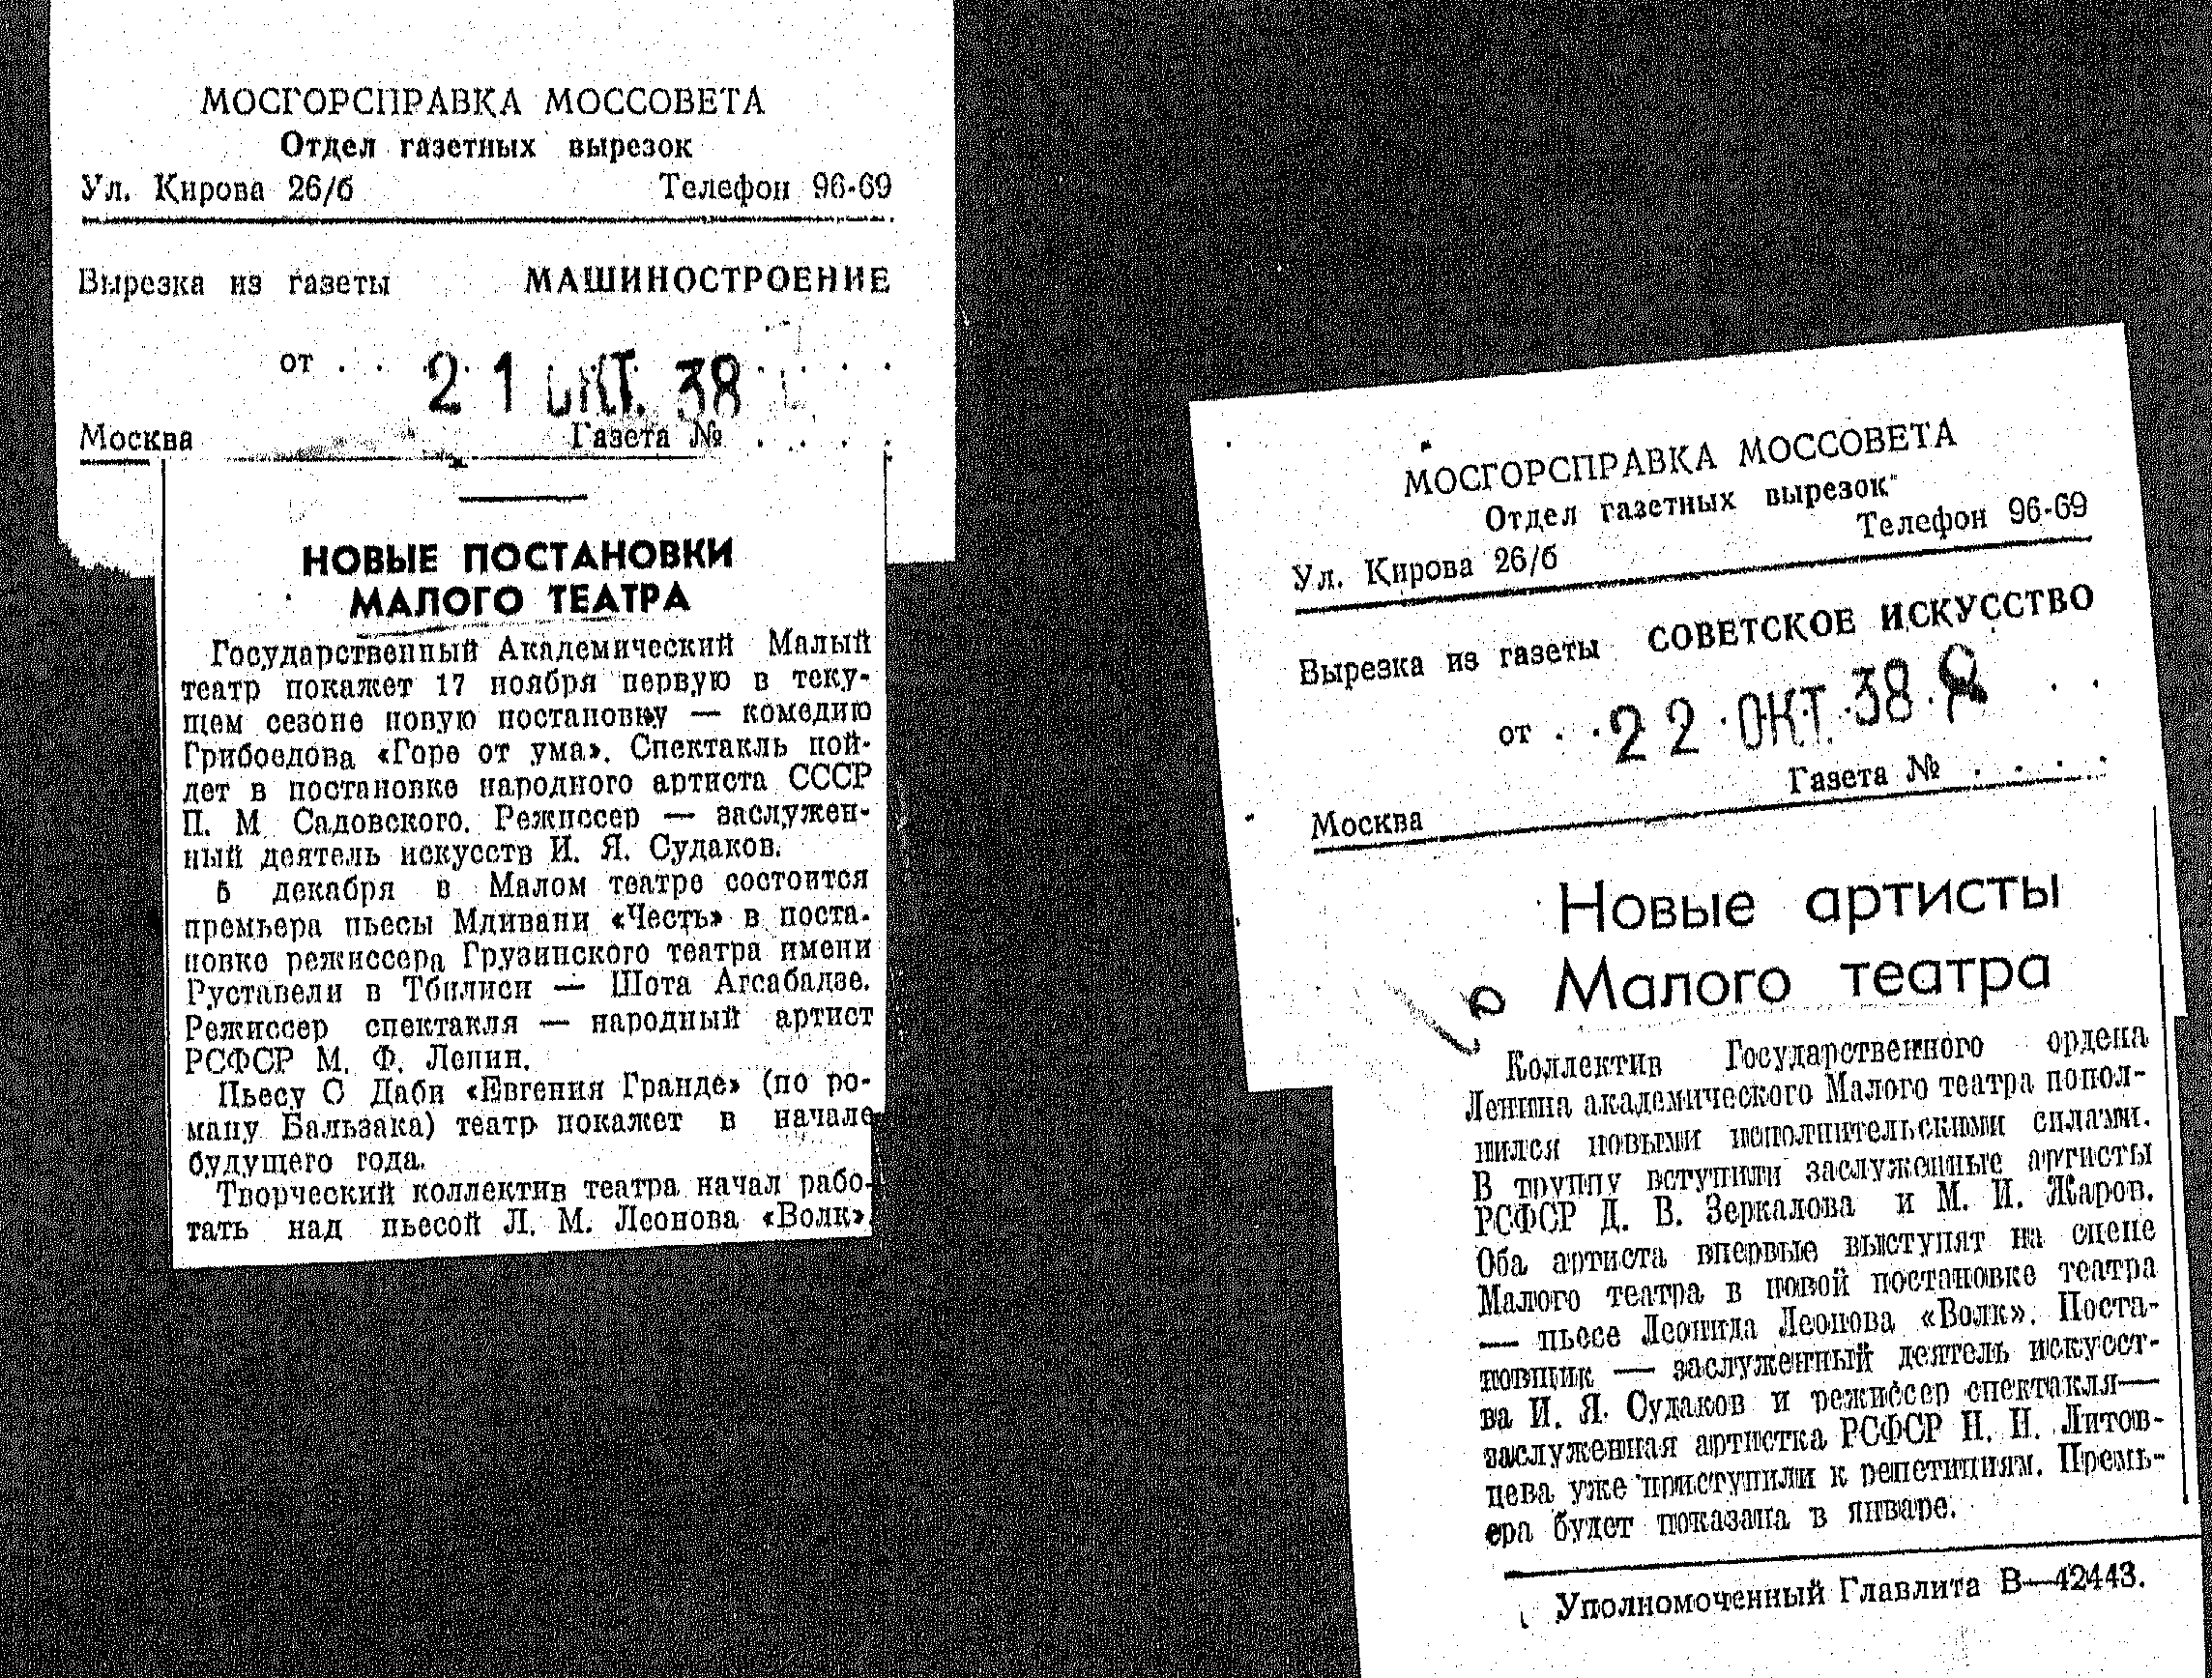 МОСГОРСПРАВКА МОССОВЕТА
Отдел газетных вырезок
Ул. Кирова 26/б Телефон 96-69
Вырезка из газеты МАШИНОСТРОЕНИЕ
от . . 21 ОКТ. 38 . . . .
Москва Газета № . . . .
НОВЫЕ ПОСТАНОВКИ
МАЛОГО ТЕАТРА
Государственный Академический Малый
театр покажет 17 ноября первую в теку-
щем сезоне новую постановку — комедию
Грибоедова «Горе от ума». Спектакль пой-
дет в постановке народного артиста СССР
П. М. Садовского. Режиссер — заслужен-
ный деятель искусств И. Я. Судаков.
5 декабря в Малом театре состоится
премьера пьесы Мдивани «Честь» в поста-
новке режиссера Грузинского театра имени
Руставели в Тбилиси — Шота Агсабадзе.
Режиссер спектакля — народный артист
РСФСР М. Ф. Ленин.
Пьесу С Даби «Евгения Гранде» (по ро-
ману Бальзака) театр покажет в начале
будущего года.
Творческий коллектив театра начал рабо-
тать над пьесой Л. М. Леонова «Волк».
МОСГОРСПРАВКА МОССОВЕТА
Отдел газетных вырезок
Ул. Кирова 26/б Телефон 96-69
Вырезка из газеты СОВЕТСКОЕ ИСКУССТВО
от . . 22 ОКТ. 38 . .
Москва Газета № . . . .
Новые артисты
Малого театра
Коллектив Государственного ордена
Ленина академического Малого театра попол-
нился новыми исполнительскими силами.
В труппу вступили заслуженные артисты
РСФСР Д. В. Зеркалова и М. И. Жаров.
Оба артиста впервые выступят на сцене
Малого театра в новой постановке театра
— пьесе Леонида Леонова «Волк». Поста-
новщик — заслуженный деятель искусст-
ва И. Я. Судаков и режиссер спектакля—
заслуженная артистка РСФСР Н. Н. Литов-
цева уже приступили к репетициям. Премь-
ера будет показана в январе.
Уполномоченный Главлита В—42443.